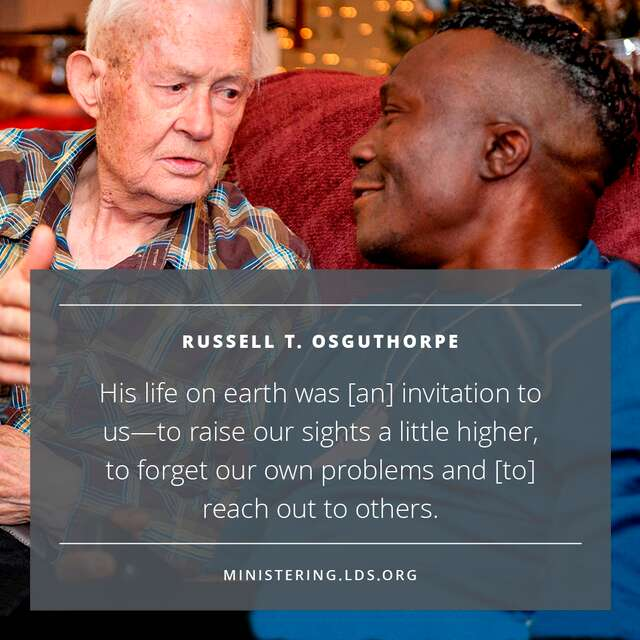 RUSSELL T. OSGUTHORPE
His life on earth was [an] invitation to
us—to raise our sights a little higher,
to forget our own problems and [to]
reach out to others.
MINISTERING.LDS.ORG